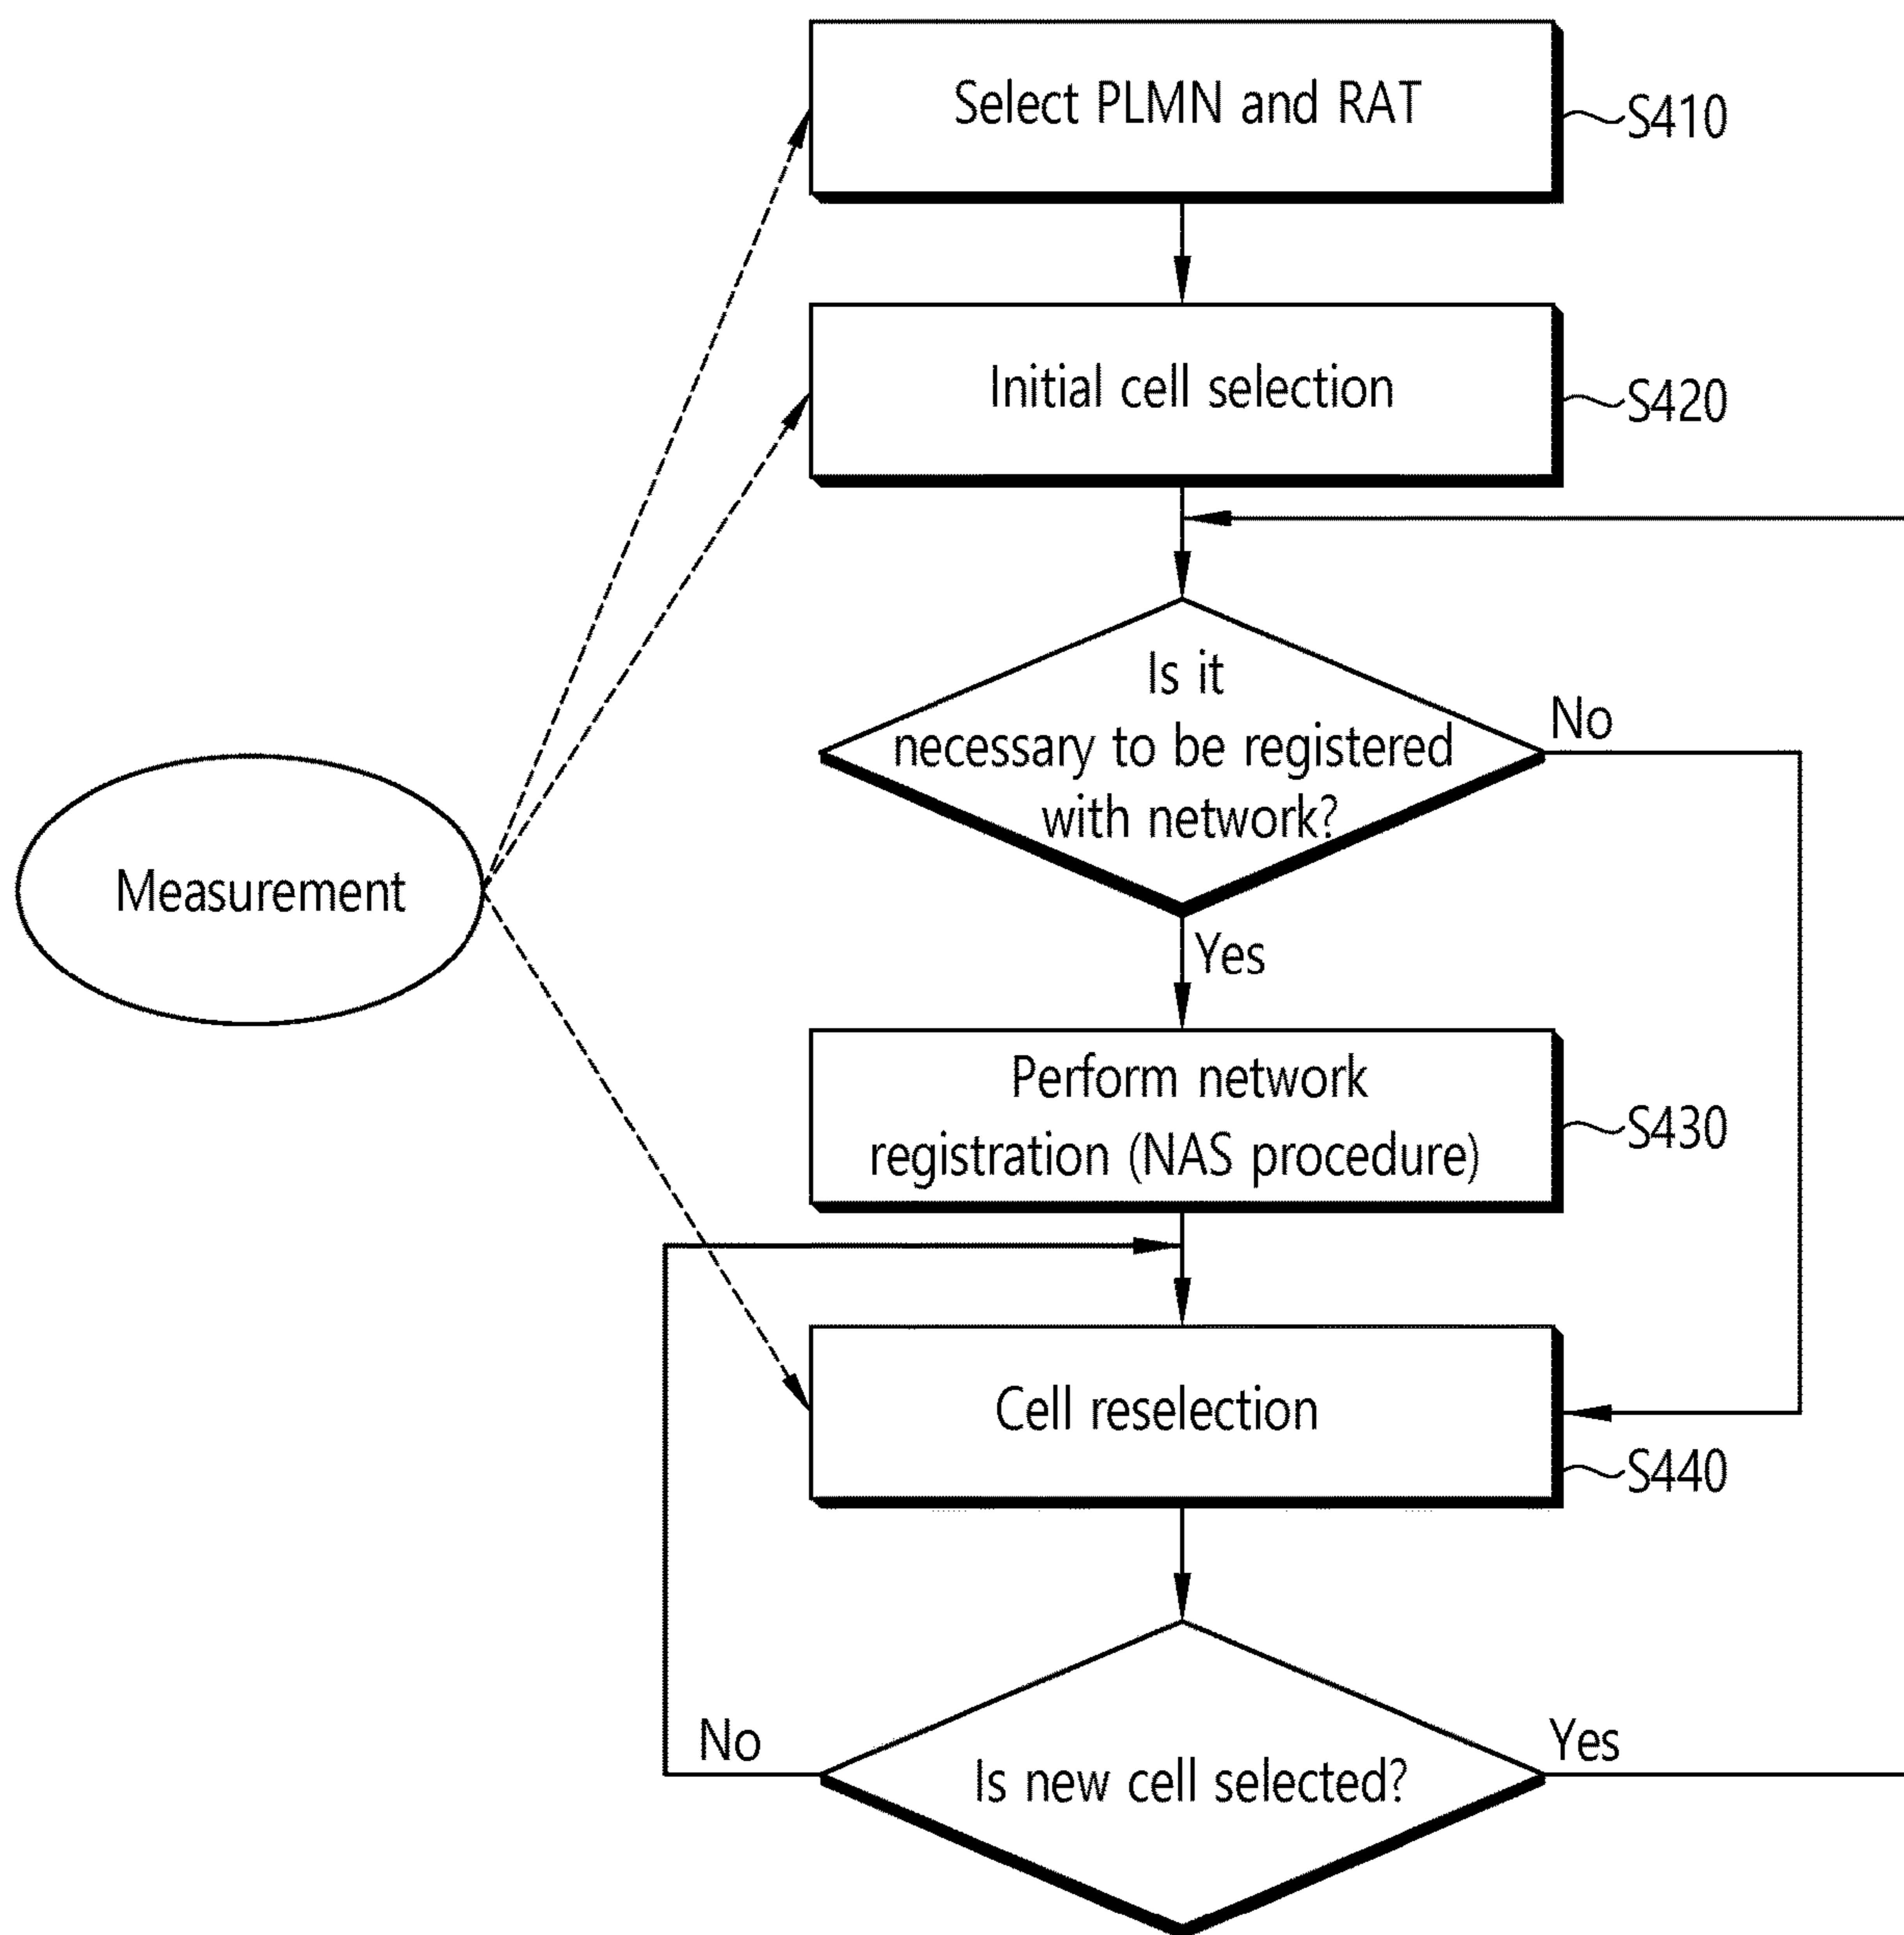 Select PLMN and RAT
S410
Initial cell selection
S420
Is it
necessary to be registered
with network?
No
Yes
Measurement
Perform network
registration (NAS procedure)
S430
Cell reselection
S440
No
Is new cell selected?
Yes